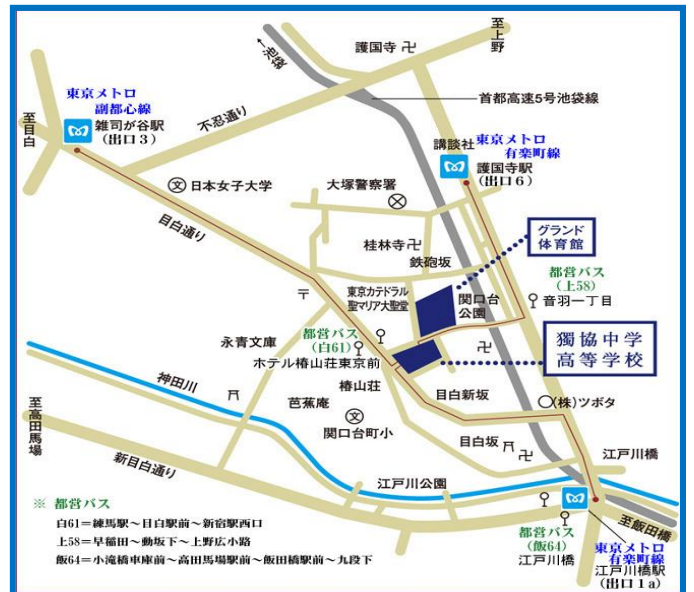 至上野
護国寺
←池袋
首都高速5号池袋線
東京メトロ
副都心線
雑司が谷駅
(出口3)
至目白
不忍通り
講談社
東京メトロ
有楽町線
護国寺駅
(出口6)
文 日本女子大学
大塚警察署
目白通り
グランド
体育館
桂林寺
鉄砲坂
都営バス
(上58)
音羽一丁目
東京カテドラル
聖マリア大聖堂
関口台
公園
〒
獨協中学
高等学校
永青文庫
都営バス
(白61)
ホテル椿山荘東京前
椿山荘
神田川
芭蕉庵
目白新坂
(株)ツボタ
至高田馬場
文
関口台町小
目白坂
新目白通り
江戸川橋
江戸川公園
至飯田橋
※ 都営バス
白61=練馬駅~目白駅前~新宿駅西口
上58=早稲田~動坂下~上野広小路
飯64=小滝橋車庫前~高田馬場駅前~飯田橋駅前~九段下
都営バス
(飯64)
江戸川橋
東京メトロ
有楽町線
江戸川橋駅
(出口1a)